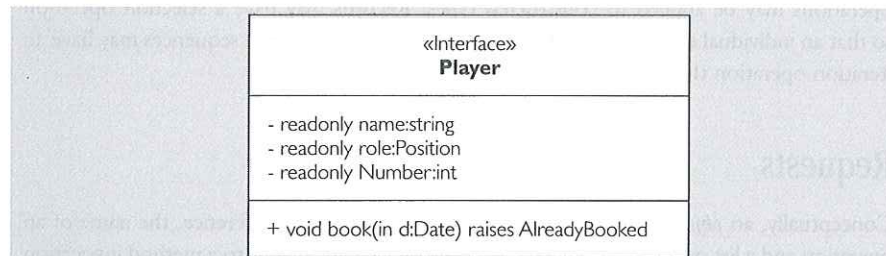 «Interface»
Player
- readonly name:string
- readonly role:Position
- readonly Number:int
+ void book(in d:Date) raises AlreadyBooked